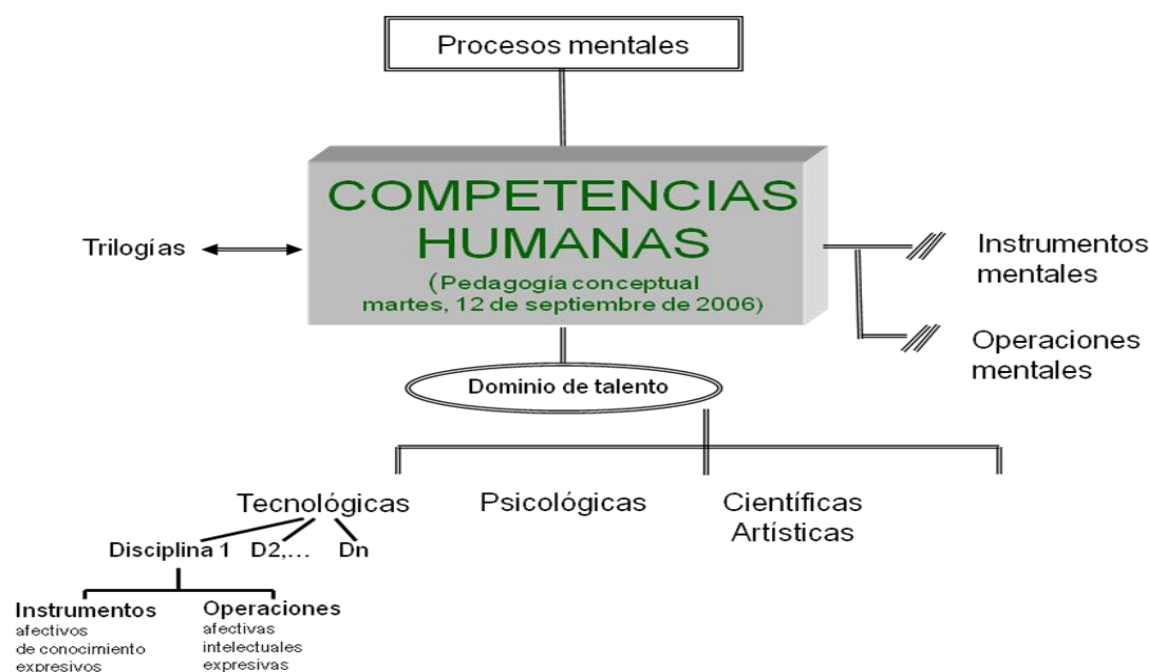 Procesos mentales
COMPETENCIAS
HUMANAS
(Pedagogía conceptual
martes, 12 de septiembre de 2006)
Trilogías
Instrumentos
mentales
Operaciones
mentales
Dominio de talento
Tecnológicas
Psicológicas
Científicas
Artísticas
Disciplina 1 D2,... Dn
Instrumentos
afectivos
de conocimiento
expresivos
Operaciones
afectivas
intelectuales
expresivas